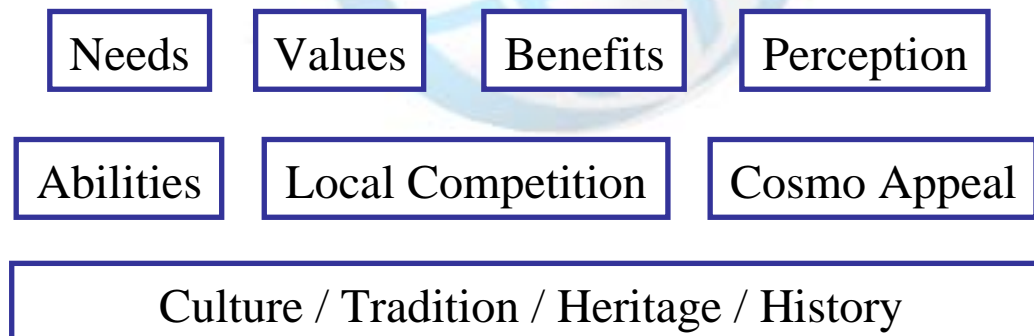 Needs Values Benefits Perception
Abilities Local Competition Cosmo Appeal
Culture / Tradition / Heritage / History